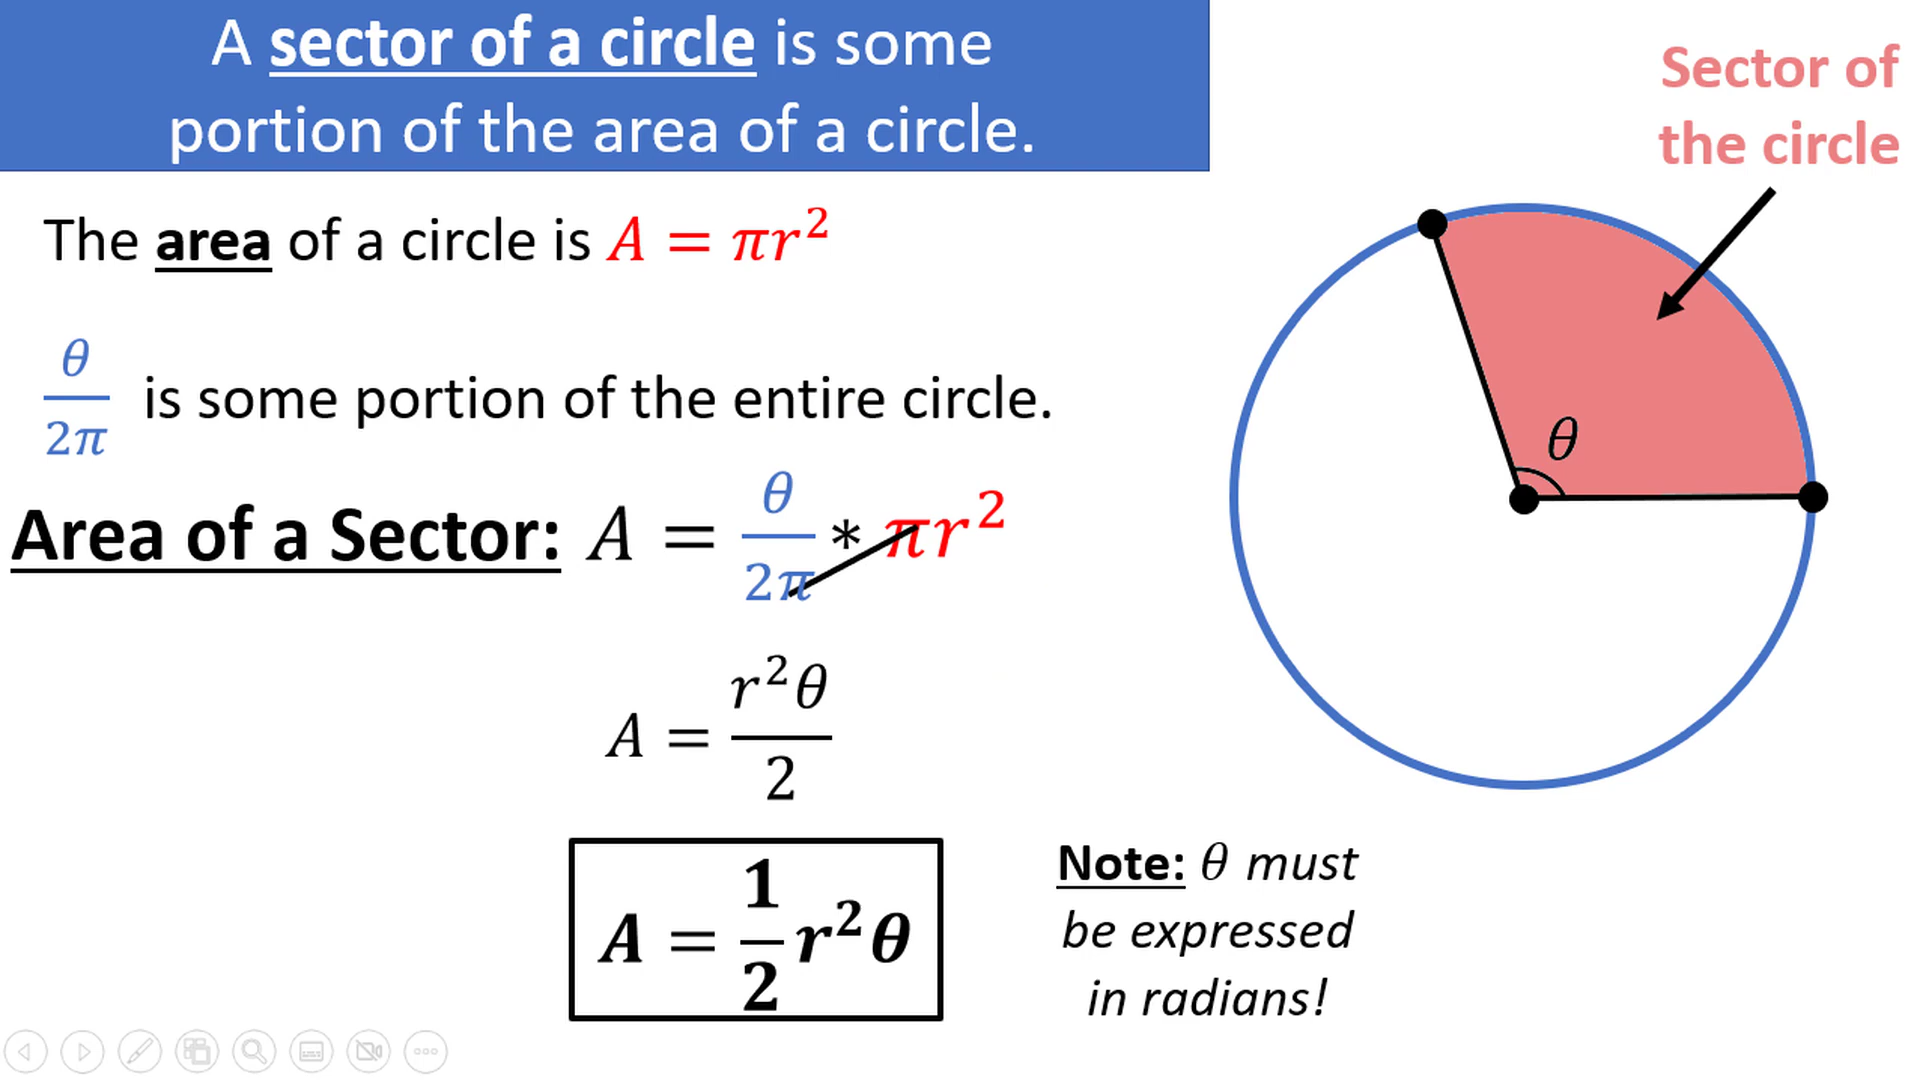 A sector of a circle is some
portion of the area of a circle.
Sector of
the circle
The area of a circle is A = πr²
θ/2π is some portion of the entire circle.
Area of a Sector: A = θ/2π * πr²
A = r²θ/2
A = 1/2 r²θ
θ
Note: θ must
be expressed
in radians!